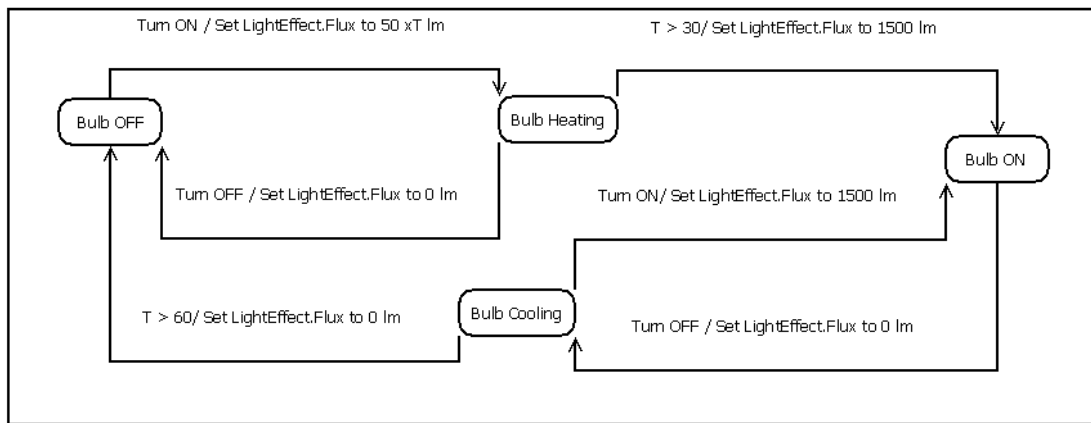 Turn ON / Set LightEffect.Flux to 50 xT lm
T > 30/ Set LightEffect.Flux to 1500 lm
Bulb OFF
Bulb Heating
Bulb ON
Turn OFF / Set LightEffect.Flux to 0 lm
Turn ON/ Set LightEffect.Flux to 1500 lm
Bulb Cooling
T > 60/ Set LightEffect.Flux to 0 lm
Turn OFF / Set LightEffect.Flux to 0 lm